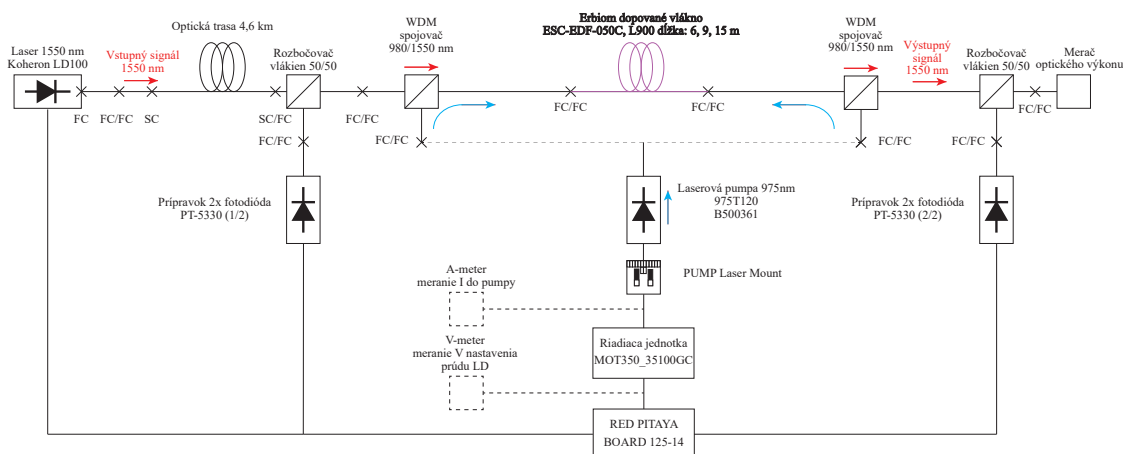 Laser 1550 nm
Koheron LD100
Vstupný signál
1550 nm
Optická trasa 4,6 km
Rozbočovač
vlákien 50/50
WDM
spojovač
980/1550 nm
Erbiom dopované vlákno
ESC-EDF-050C, L900 dĺžka: 6, 9, 15 m
WDM
spojovač
980/1550 nm
Výstupný
signál
1550 nm
Rozbočovač
vlákien 50/50
Merač
optického výkonu
FC
FC/FC
SC
SC/FC
FC/FC
FC/FC
FC/FC
FC/FC
FC/FC
FC/FC
FC/FC
FC/FC
Prípravok 2x fotodióda
PT-5330 (1/2)
Laserová pumpa 975nm
975T120
B500361
Prípravok 2x fotodióda
PT-5330 (2/2)
A-meter
meranie I do pumpy
PUMP Laser Mount
V-meter
meranie V nastavenia
prúdu LD
Riadiaca jednotka
MOT350_35100GC
RED PITAYA
BOARD 125-14